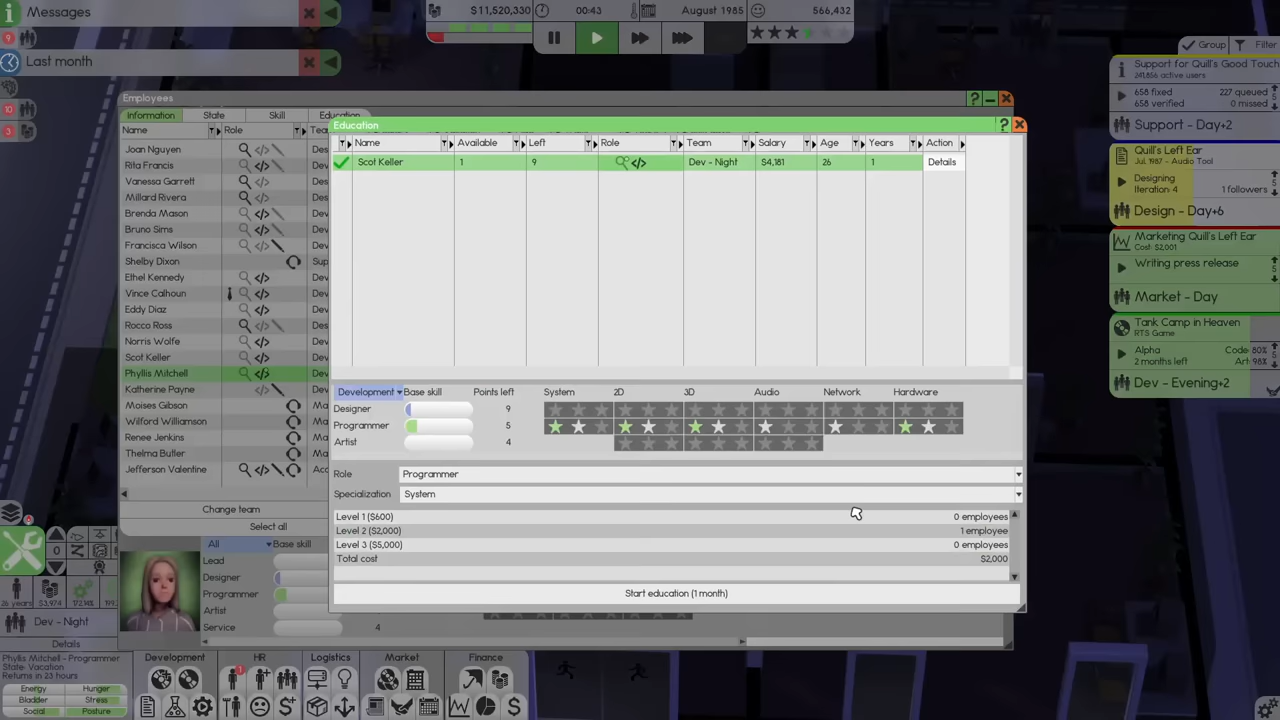 Messages
$11,520,330
00:43
August 1985
566,432
9
Last month
10
3
Group
Filter
Support for Quill's Good Touch
241,856 active users
658 fixed
227 queued
658 verified
0 missed
Support - Day+2
Quill's Left Ear
Jul. 1987 - Audio Tool
Designing
Iteration: 4
1 followers
Design - Day+6
Marketing Quill's Left Ear
Cost: $2,001
Writing press release
Market - Day
Tank Camp in Heaven
RTS Game
Alpha
Code: 80%
2 months left
Art: 98%
Dev - Evening+2
Employees
Information
State
Skill
Education
Name
Role
Joan Nguyen
Rita Francis
Vanessa Garrett
Millard Rivera
Brenda Mason
Bruno Sims
Francisca Wilson
Shelby Dixon
Ethel Kennedy
Vince Calhoun
Eddy Diaz
Rocco Ross
Norris Wolfe
Scot Keller
Phyllis Mitchell
Katherine Payne
Moises Gibson
Wilford Williamson
Renee Jenkins
Thelma Butler
Jefferson Valentine
Change team
Select all
Education
Name Available Left Role Team Salary Age Years Action
Scot Keller 1 9 Dev - Night $4,181 26 1 Details
Development Base skill Points left System 2D 3D Audio Network Hardware
Designer 9
Programmer 5
Artist 4
Role Programmer
Specialization System
Level 1 ($600) 0 employees
Level 2 ($2,000) 1 employee
Level 3 ($5,000) 0 employees
Total cost $2,000
Start education (1 month)
All
Base skill
Lead
Designer
Programmer
Artist
Service
4
0
26 years
$3,974
172.14%
Dev - Night
Details
Phyllis Mitchell - Programmer
State: Vacation
Returns in 23 hours
Energy
Hunger
Bladder
Stress
Social
Posture
Development
HR
Logistics
Market
Finance
1